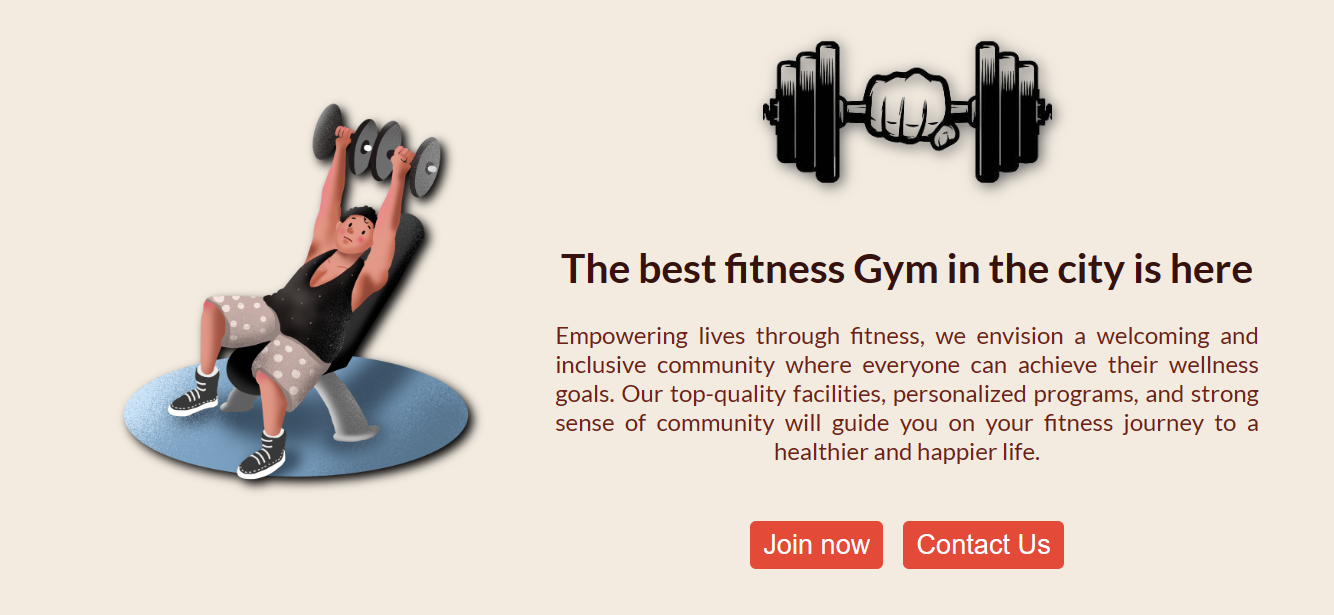 The best fitness Gym in the city is here
Empowering lives through fitness, we envision a welcoming and
inclusive community where everyone can achieve their wellness
goals. Our top-quality facilities, personalized programs, and strong
sense of community will guide you on your fitness journey to a
healthier and happier life.
Join now
Contact Us